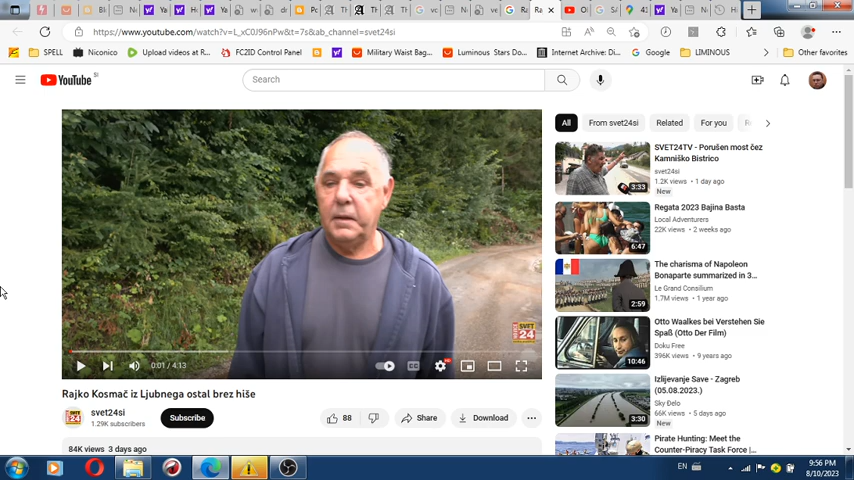 https://www.youtube.com/watch?v=L_xC0J96nPw&t=7s&ab_channel=svet24si
SPELL
Niconico
Upload videos at R...
FC2ID Control Panel
Military Waist Bag...
Luminous Stars Do...
Internet Archive: Di...
Google
LIMINOUS
Other favorites
YouTube SI
Search
All
From svet24si
Related
For you
SVET24TV - Porušen most čez
Kamniško Bistrico
svet24si
1.2K views • 1 day ago
New
3:33
Regata 2023 Bajina Basta
Local Adventurers
22K views • 2 weeks ago
6:47
The charisma of Napoleon
Bonaparte summarized in 3...
Le Grand Consilium
1.7M views • 1 year ago
2:59
Otto Waalkes bei Verstehen Sie
Spaß (Otto Der Film)
Doku Free
396K views • 9 years ago
10:46
Izlijevanje Save - Zagreb
(05.08.2023.)
Sky Đelo
66K views • 5 days ago
New
3:30
Pirate Hunting: Meet the
Counter-Piracy Task Force |
SVET
24
0:01 / 4:13
Rajko Kosmač iz Ljubnega ostal brez hiše
svet24si
1.29K subscribers
Subscribe
88
Share
Download
84K views 3 days ago
EN
9:56 PM
8/10/2023